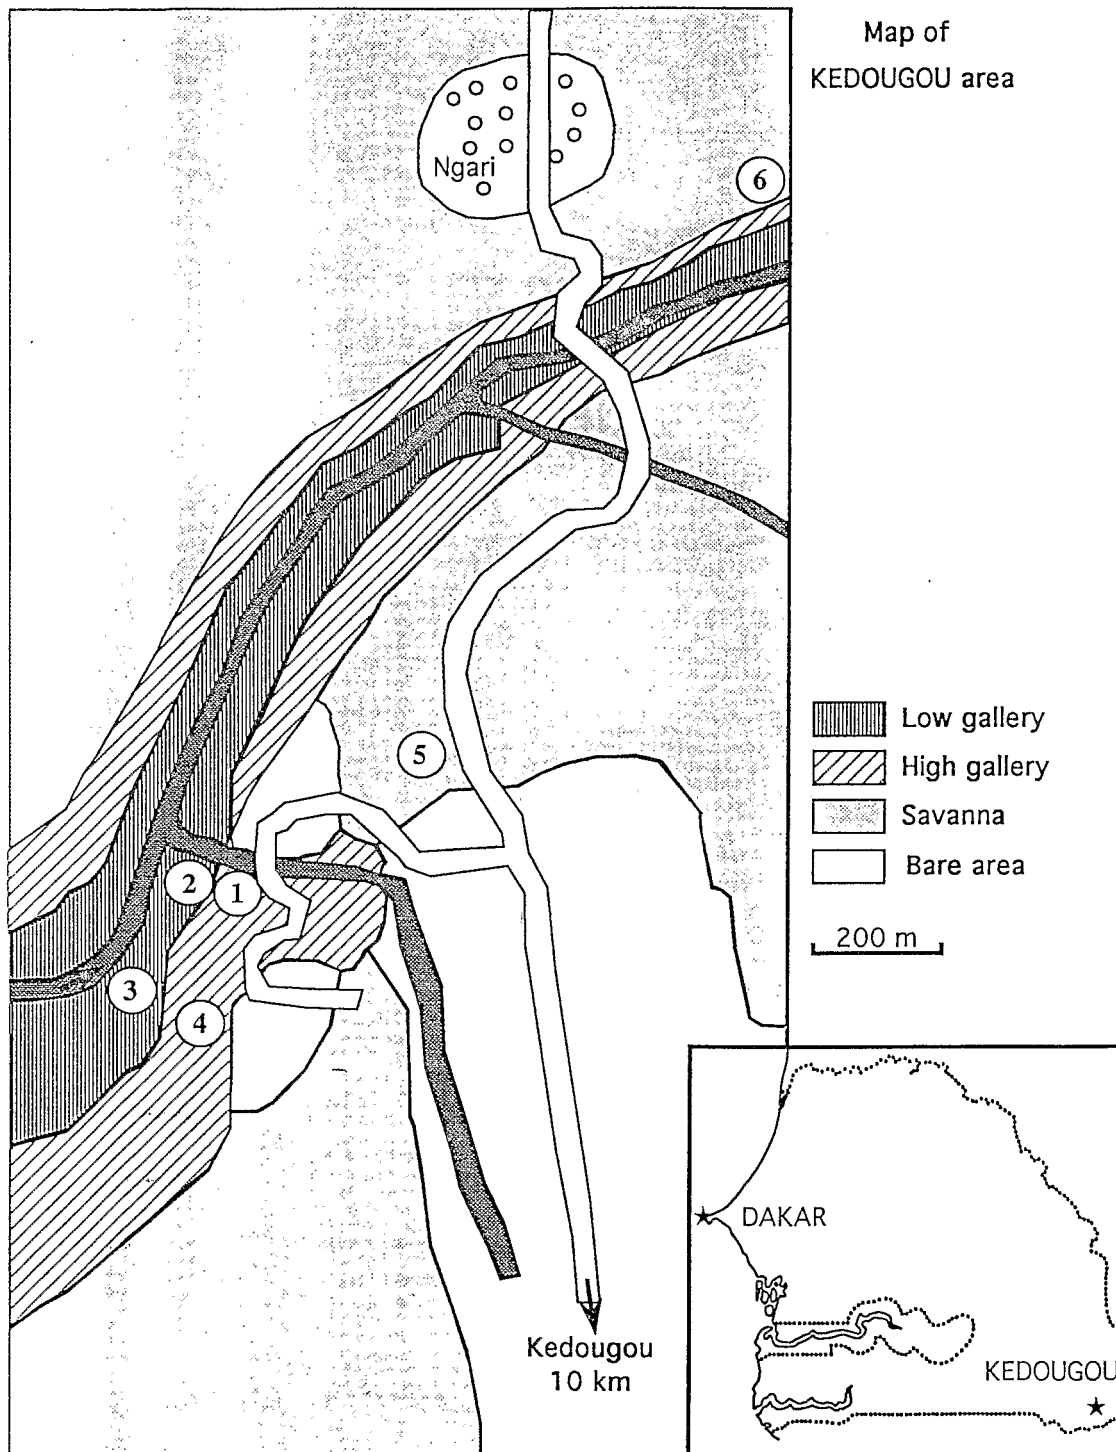 Map of
KEDOUGOU area
Ngari
6
5
2
1
3
4
Low gallery
High gallery
Savanna
Bare area
200 m
Kedougou
10 km
DAKAR
KEDOUGOU